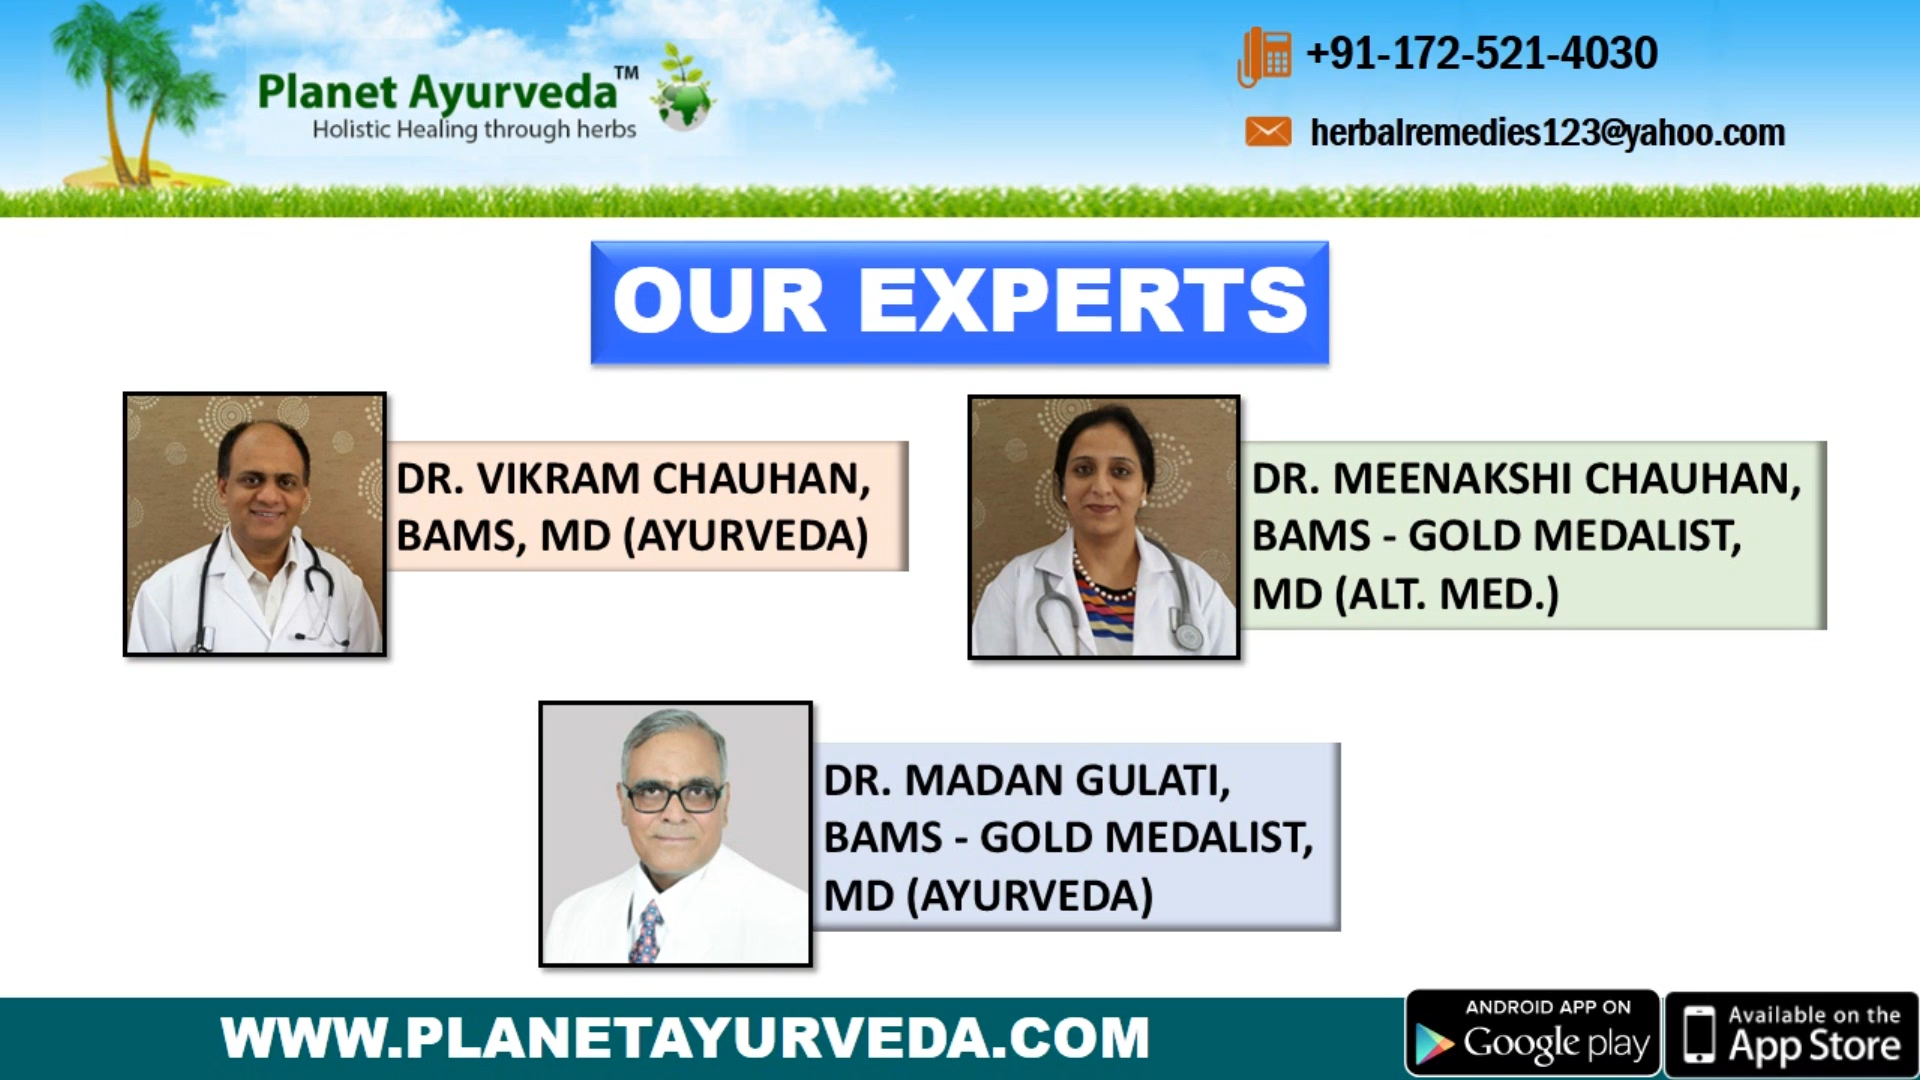 Planet Ayurveda™
Holistic Healing through herbs
+91-172-521-4030
herbalremedies123@yahoo.com
OUR EXPERTS
DR. VIKRAM CHAUHAN,
BAMS, MD (AYURVEDA)
DR. MEENAKSHI CHAUHAN,
BAMS - GOLD MEDALIST,
MD (ALT. MED.)
DR. MADAN GULATI,
BAMS - GOLD MEDALIST,
MD (AYURVEDA)
WWW.PLANETAYURVEDA.COM
ANDROID APP ON
Google play
Available on the
App Store